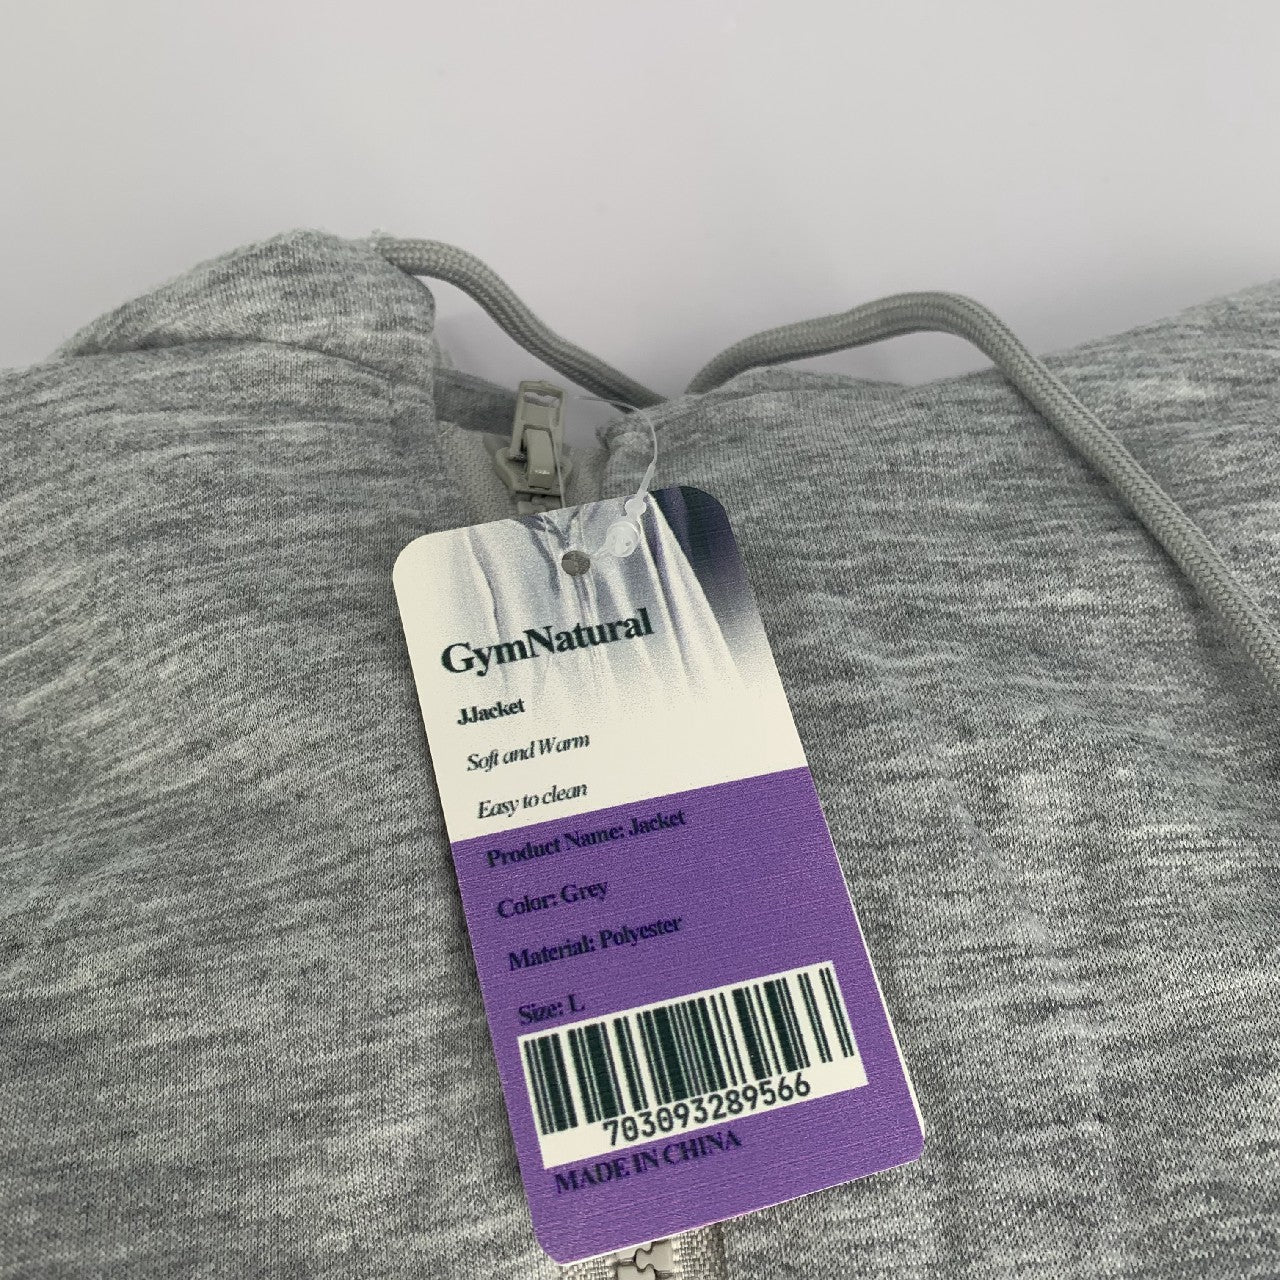 GymNatural
JJacket
Soft and Warm
Easy to clean
Product Name: Jacket
Color: Grey
Material: Polyester
Size: L
703093289566
MADE IN CHINA